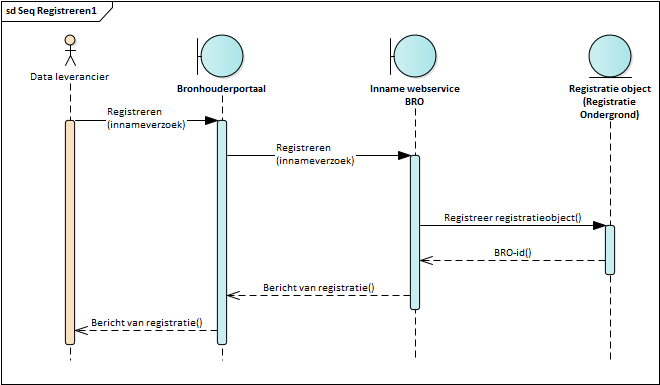 sd Seq Registreren1
Data leverancier
Bronhouderportaal
Inname webservice
BRO
Registratie object
(Registratie
Ondergrond)
Registreren
(innameverzoek)
Registreren
(innameverzoek)
Registreer registratieobject()
BRO-id()
Bericht van registratie()
Bericht van registratie()